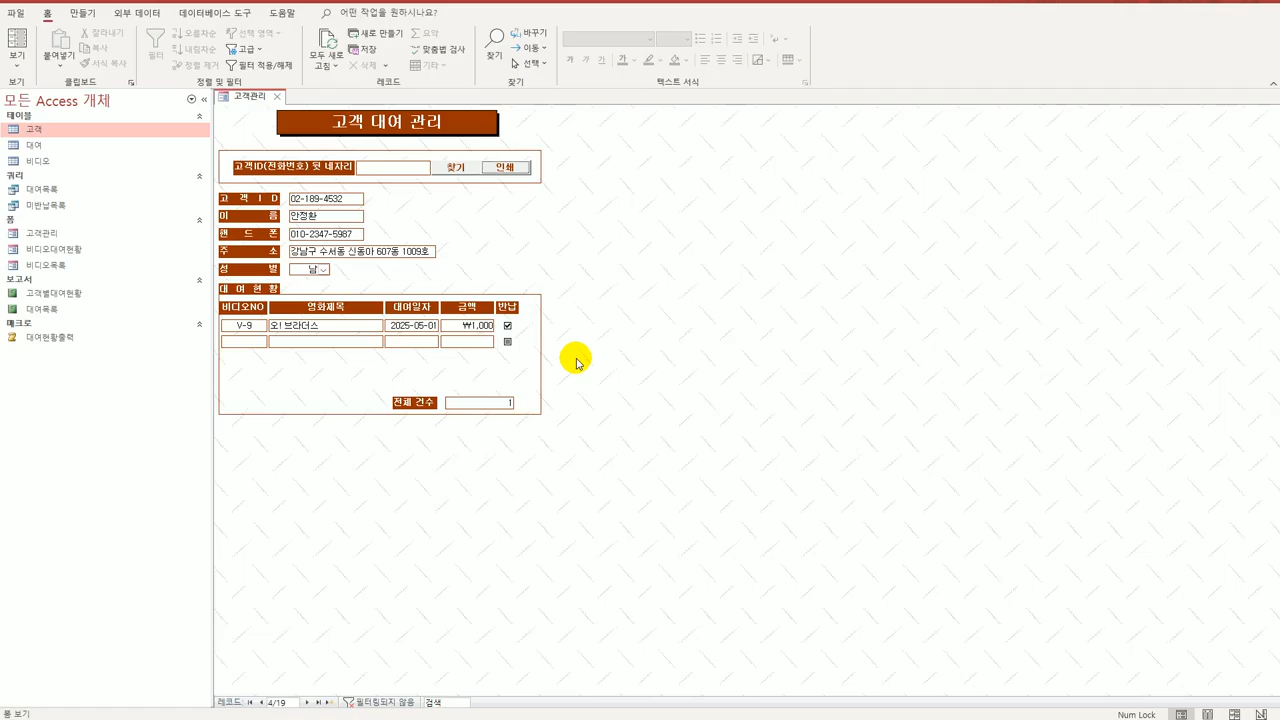 파일 홈 만들기 외부 데이터 데이터베이스 도구 도움말 어떤 작업을 원하시나요?
보기
붙여넣기
잘라내기
복사
서식 복사
필터
오름차순
내림차순
정렬 제거
선택 영역
고급
필터 적용/해제
모두 새로 고침
새로 만들기
저장
삭제
요약
맞춤법 검사
기타
찾기
바꾸기
이동
선택
가 가 가 가 가
보기 클립보드 정렬 및 필터 레코드 찾기 텍스트 서식
모든 Access 개체
테이블
고객
대여
비디오
쿼리
대여목록
미반납목록
폼
고객관리
비디오대여현황
비디오목록
보고서
고객별대여현황
대여목록
매크로
대여현황출력
고객관리
고객 대여 관리
고객ID(전화번호) 뒷 네자리 찾기 인쇄
고 객 I D 02-189-4532
이 름 안정환
핸 드 폰 010-2347-5987
주 소 강남구 수서동 신동아 607동 1009호
성 별 남
대 여 현 황
비디오NO 영화제목 대여일자 금액 반납
V-9 오! 브라더스 2025-05-01 ₩1,000
전체 건수 1
레코드: 4/19 필터링되지 않음 검색
폼 보기 Num Lock